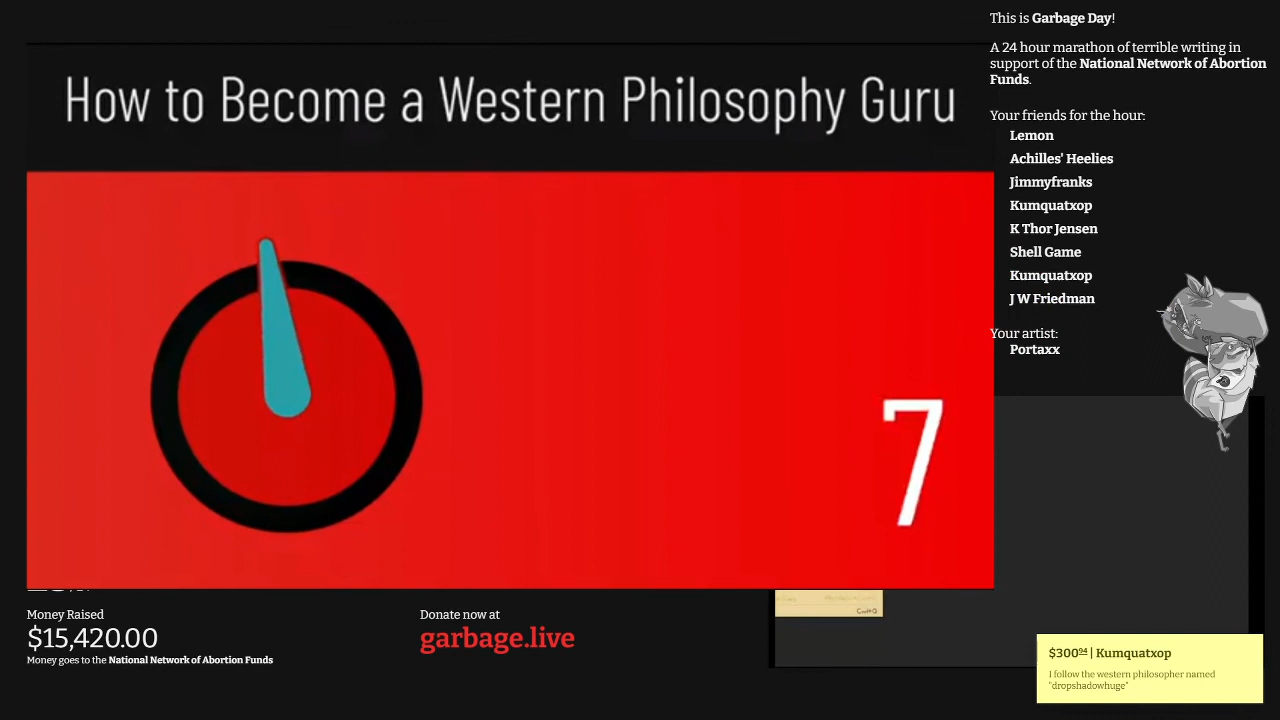 This is Garbage Day!
A 24 hour marathon of terrible writing in
support of the National Network of Abortion
Funds.
How to Become a Western Philosophy Guru
Your friends for the hour:
Lemon
Achilles' Heelies
Jimmyfranks
Kumquatxop
K Thor Jensen
Shell Game
Kumquatxop
J W Friedman
Your artist:
Portaxx
7
Money Raised
$15,420.00
Money goes to the National Network of Abortion Funds
Donate now at
garbage.live
$300⁹⁴ | Kumquatxop
I follow the western philosopher named
"dropshadowhuge"